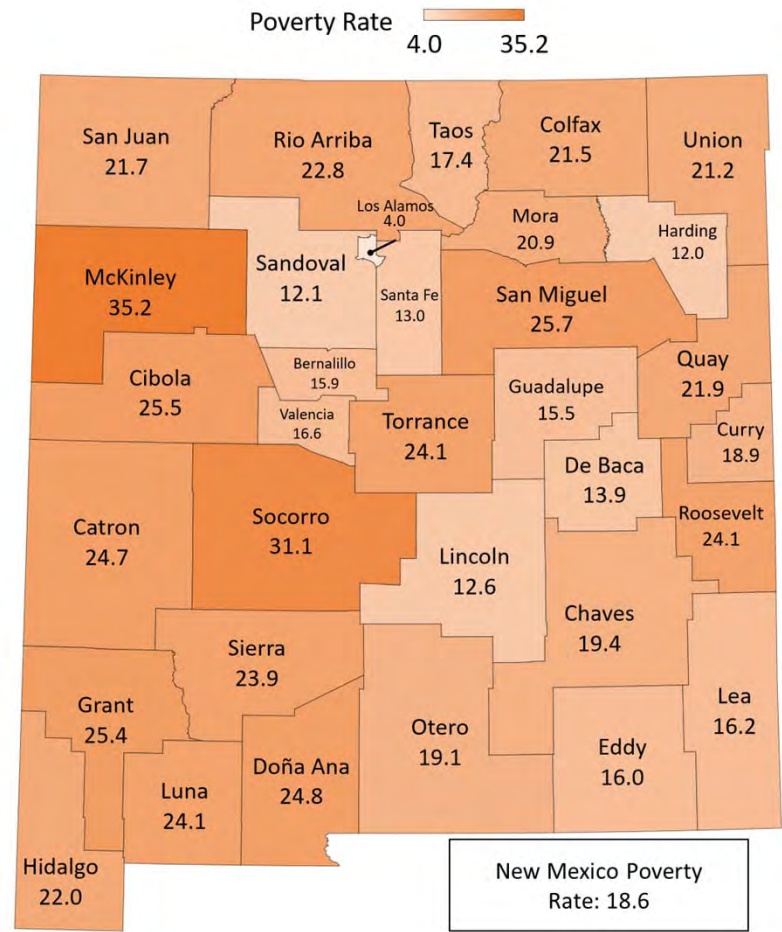 Poverty Rate
4.0 35.2
San Juan
21.7
Rio Arriba
22.8
Taos
17.4
Colfax
21.5
Union
21.2
Los Alamos
4.0
Mora
20.9
Harding
12.0
McKinley
35.2
Sandoval
12.1
Santa Fe
13.0
San Miguel
25.7
Quay
21.9
Cibola
25.5
Bernalillo
15.9
Valencia
16.6
Torrance
24.1
Guadalupe
15.5
Curry
18.9
De Baca
13.9
Roosevelt
24.1
Catron
24.7
Socorro
31.1
Lincoln
12.6
Chaves
19.4
Sierra
23.9
Grant
25.4
Otero
19.1
Lea
16.2
Eddy
16.0
Doña Ana
24.8
Luna
24.1
Hidalgo
22.0
New Mexico Poverty
Rate: 18.6